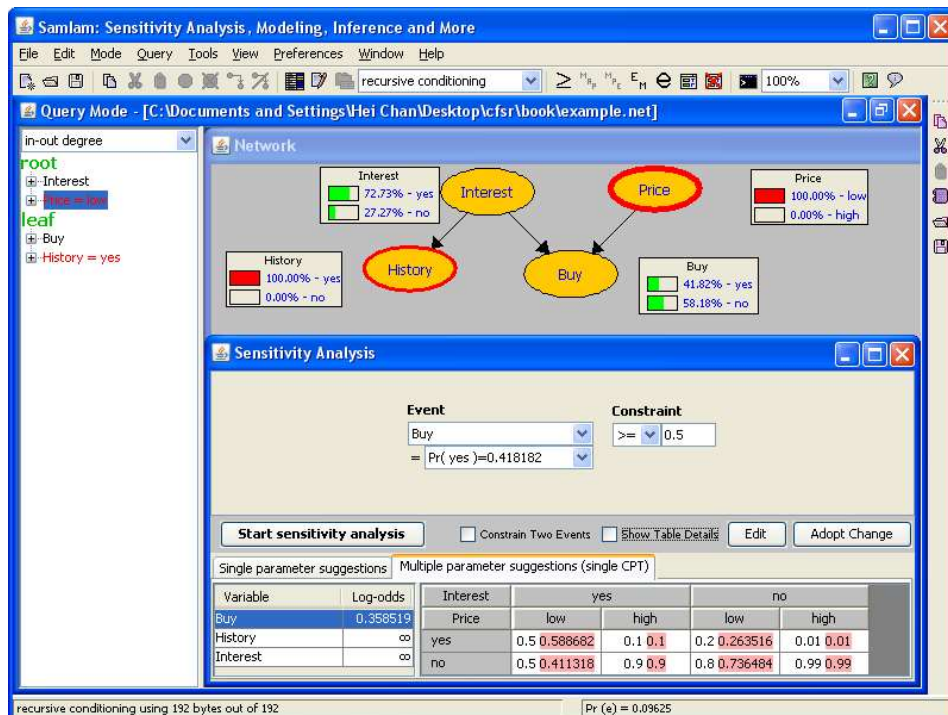 Samlam: Sensitivity Analysis, Modeling, Inference and More
File Edit Mode Query Tools View Preferences Window Help
recursive conditioning
100%
Query Mode - [C:\Documents and Settings\Hei Chan\Desktop\cfsr\book\example.net]
in-out degree
root
Interest
Price = low
leaf
Buy
History = yes
Network
Interest
72.73% - yes
27.27% - no
Interest
Price
Price
100.00% - low
0.00% - high
History
100.00% - yes
0.00% - no
History
Buy
Buy
41.82% - yes
58.18% - no
Sensitivity Analysis
Event Constraint
Buy >= 0.5
= Pr( yes )=0.418182
Start sensitivity analysis Constrain Two Events Show Table Details Edit Adopt Change
Single parameter suggestions Multiple parameter suggestions (single CPT)
Variable Log-odds
Buy 0.358519
History ∞
Interest ∞
Interest yes no
Price low high low high
yes 0.5 0.588682 0.1 0.1 0.2 0.263516 0.01 0.01
no 0.5 0.411318 0.9 0.9 0.8 0.736484 0.99 0.99
recursive conditioning using 192 bytes out of 192 Pr (e) = 0.09625